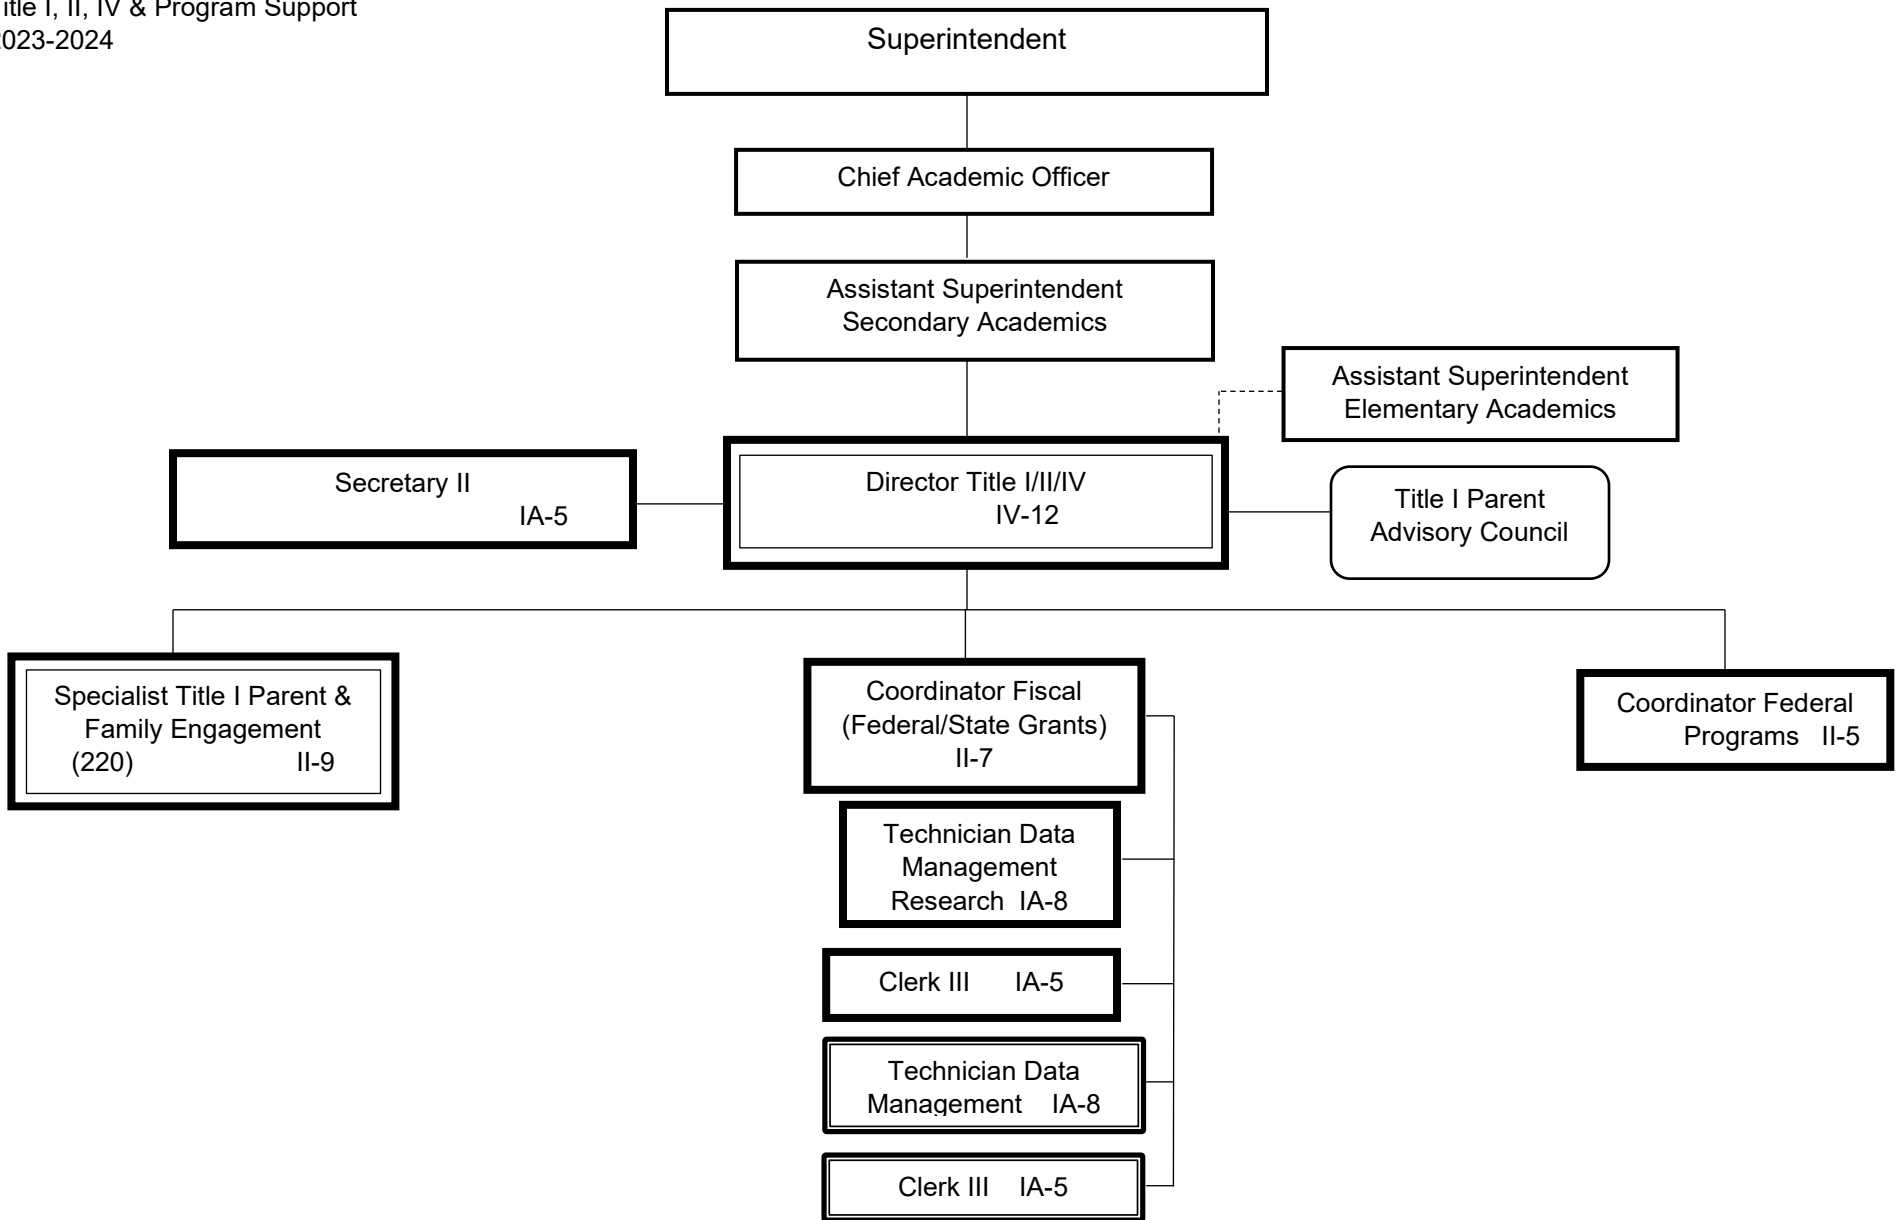 Title I, II, IV & Program Support
2023-2024
Superintendent
Chief Academic Officer
Assistant Superintendent
Secondary Academics
Assistant Superintendent
Elementary Academics
Secretary II
IA-5
Director Title I/II/IV
IV-12
Title I Parent
Advisory Council
Specialist Title I Parent &
Family Engagement
(220) II-9
Coordinator Fiscal
(Federal/State Grants)
II-7
Coordinator Federal
Programs II-5
Technician Data
Management
Research IA-8
Clerk III IA-5
Technician Data
Management IA-8
Clerk III IA-5